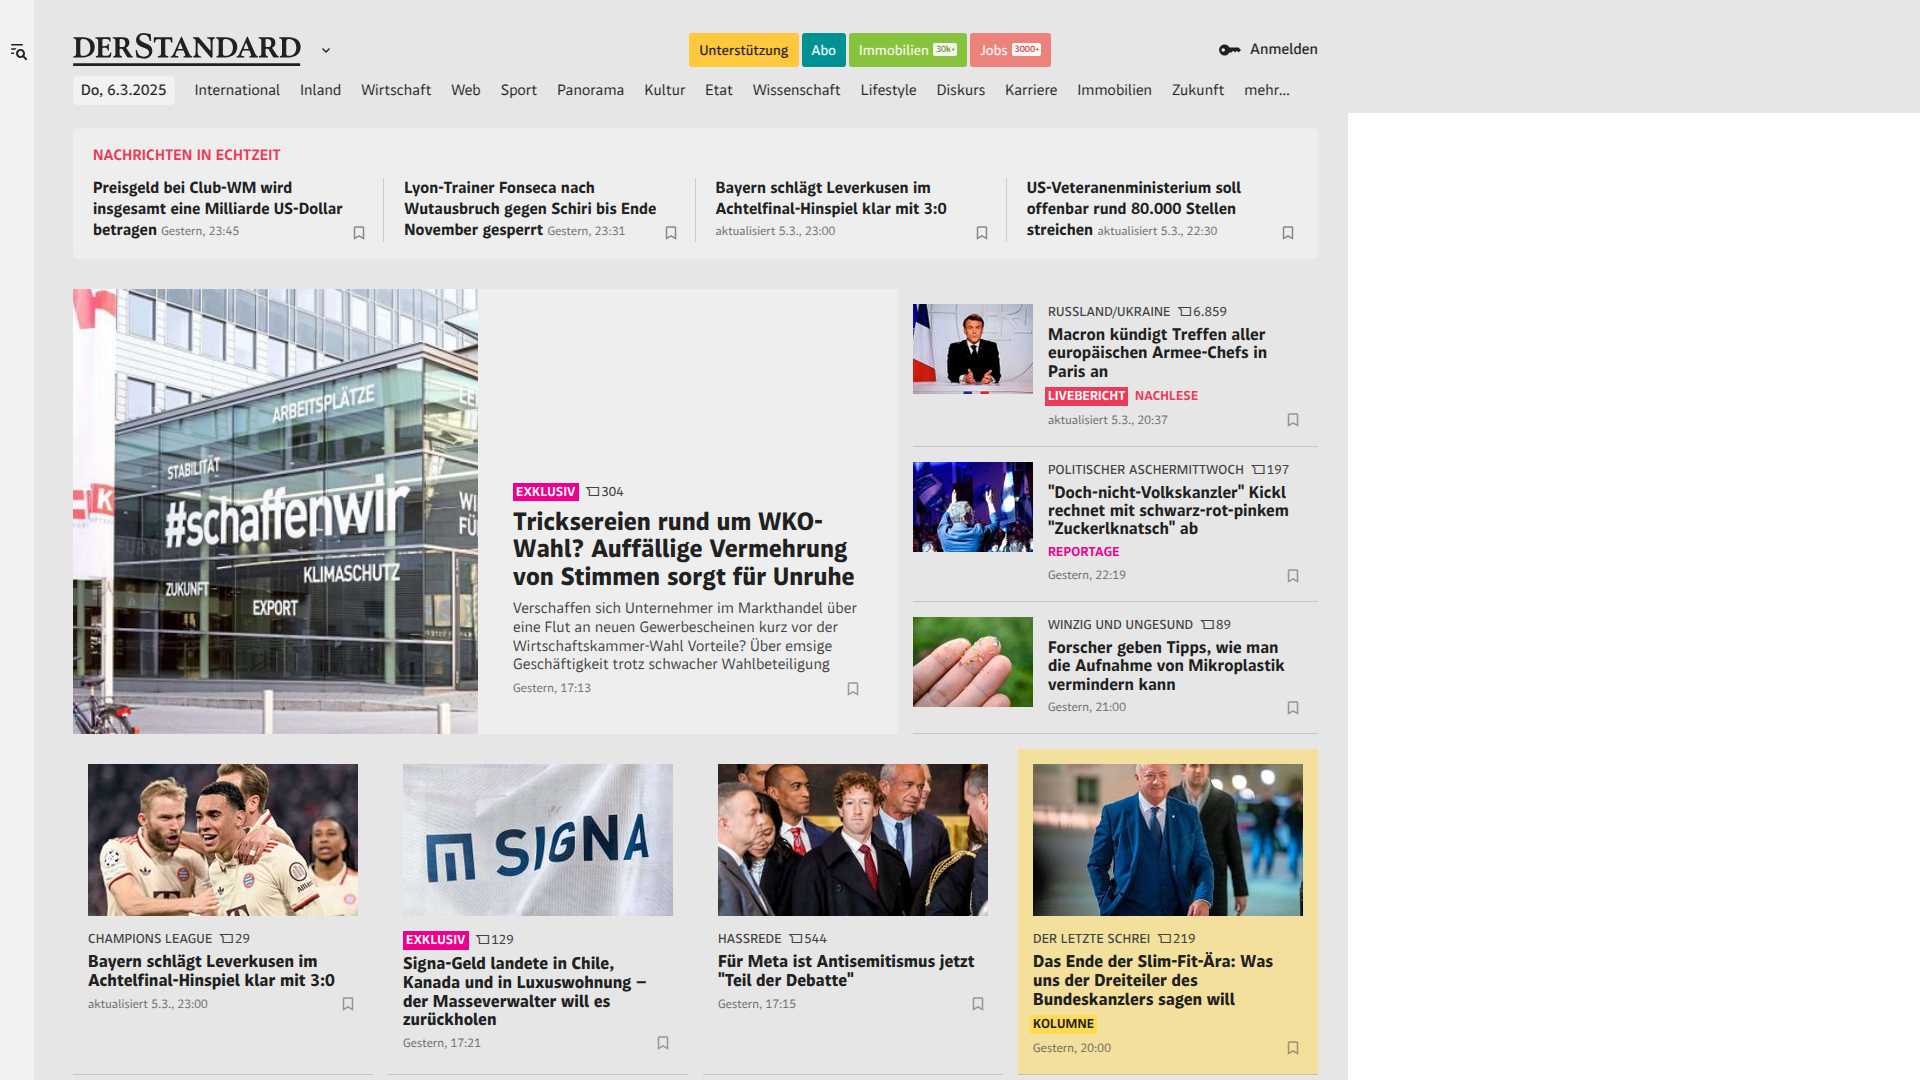 DERSTANDARD
Unterstützung
Abo
Immobilien 30k+
Jobs 3000+
Anmelden
Do, 6.3.2025
International
Inland
Wirtschaft
Web
Sport
Panorama
Kultur
Etat
Wissenschaft
Lifestyle
Diskurs
Karriere
Immobilien
Zukunft
mehr...
NACHRICHTEN IN ECHTZEIT
Preisgeld bei Club-WM wird
insgesamt eine Milliarde US-Dollar
betragen Gestern, 23:45
Lyon-Trainer Fonseca nach
Wutausbruch gegen Schiri bis Ende
November gesperrt Gestern, 23:31
Bayern schlägt Leverkusen im
Achtelfinal-Hinspiel klar mit 3:0
aktualisiert 5.3., 23:00
US-Veteranenministerium soll
offenbar rund 80.000 Stellen
streichen aktualisiert 5.3., 22:30
ARBEITSPLÄTZE
STABILITÄT
#schaffenwir
KLIMASCHUTZ
ZUKUNFT
EXPORT
EXKLUSIV 304
Tricksereien rund um WKO-
Wahl? Auffällige Vermehrung
von Stimmen sorgt für Unruhe
Verschaffen sich Unternehmer im Markthandel über
eine Flut an neuen Gewerbescheinen kurz vor der
Wirtschaftskammer-Wahl Vorteile? Über emsige
Geschäftigkeit trotz schwacher Wahlbeteiligung
Gestern, 17:13
RUSSLAND/UKRAINE 6.859
Macron kündigt Treffen aller
europäischen Armee-Chefs in
Paris an
LIVEBERICHT NACHLESE
aktualisiert 5.3., 20:37
POLITISCHER ASCHERMITTWOCH 197
"Doch-nicht-Volkskanzler" Kickl
rechnet mit schwarz-rot-pinkem
"Zuckerlknatsch" ab
REPORTAGE
Gestern, 22:19
WINZIG UND UNGESUND 89
Forscher geben Tipps, wie man
die Aufnahme von Mikroplastik
vermindern kann
Gestern, 21:00
CHAMPIONS LEAGUE 29
Bayern schlägt Leverkusen im
Achtelfinal-Hinspiel klar mit 3:0
aktualisiert 5.3., 23:00
SIGNA
EXKLUSIV 129
Signa-Geld landete in Chile,
Kanada und in Luxuswohnung –
der Masseverwalter will es
zurückholen
Gestern, 17:21
HASSREDE 544
Für Meta ist Antisemitismus jetzt
"Teil der Debatte"
Gestern, 17:15
DER LETZTE SCHREI 219
Das Ende der Slim-Fit-Ära: Was
uns der Dreiteiler des
Bundeskanzlers sagen will
KOLUMNE
Gestern, 20:00